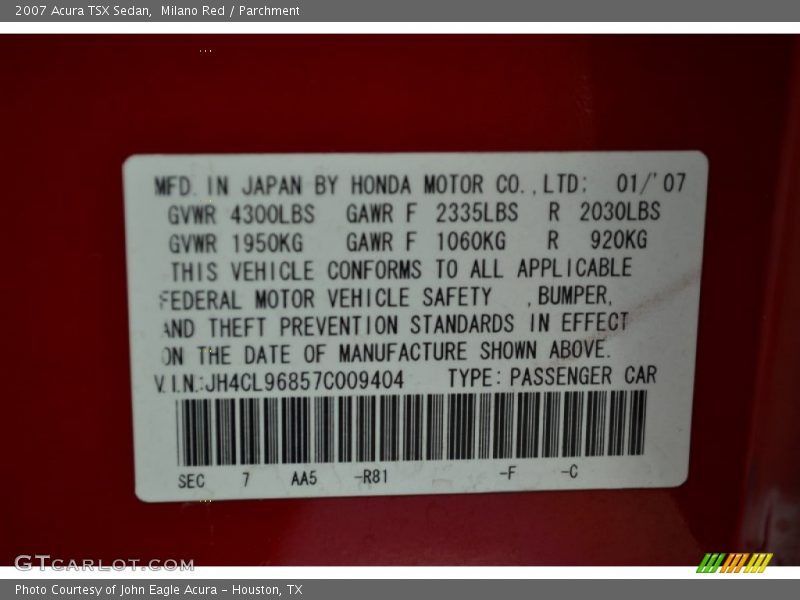 2007 Acura TSX Sedan,  Milano Red / Parchment
MFD. IN JAPAN BY HONDA MOTOR CO.,LTD: 01/'07
GVWR 4300LBS GAWR F 2335LBS R 2030LBS
GVWR 1950KG GAWR F 1060KG R 920KG
THIS VEHICLE CONFORMS TO ALL APPLICABLE
FEDERAL MOTOR VEHICLE SAFETY ,BUMPER,
AND THEFT PREVENTION STANDARDS IN EFFECT
ON THE DATE OF MANUFACTURE SHOWN ABOVE.
V.I.N.:JH4CL96857C009404 TYPE: PASSENGER CAR
SEC 7 AA5 -R81 -F -C
GTCARLOT.COM
Photo Courtesy of John Eagle Acura - Houston, TX